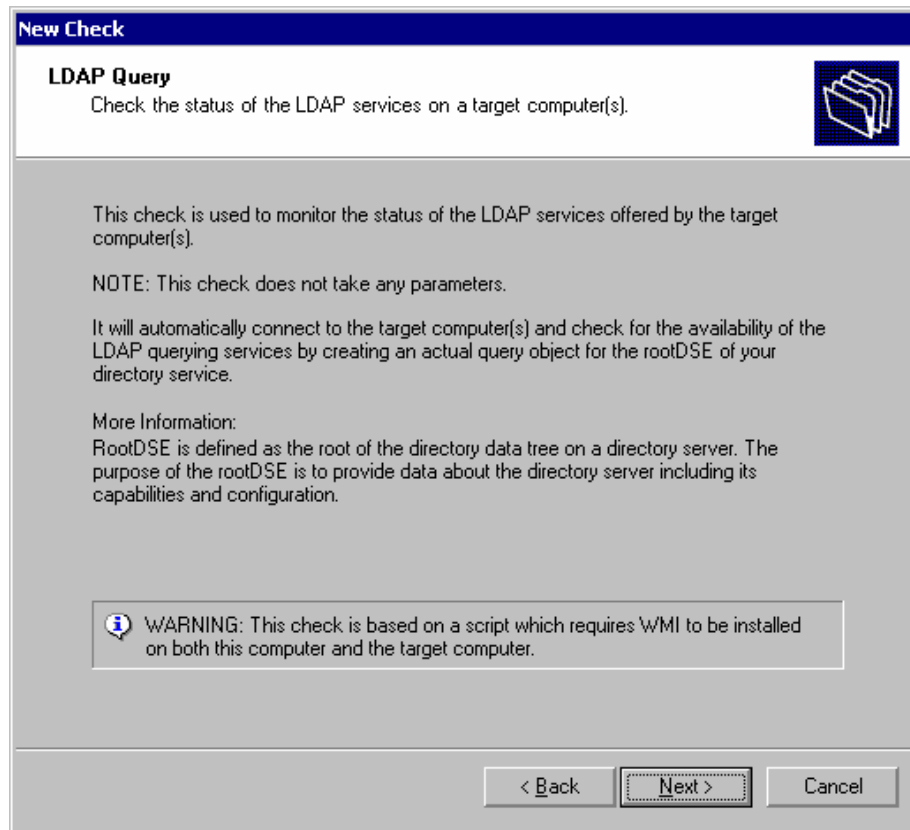 New Check
LDAP Query
Check the status of the LDAP services on a target computer(s).
This check is used to monitor the status of the LDAP services offered by the target
computer(s).
NOTE: This check does not take any parameters.
It will automatically connect to the target computer(s) and check for the availability of the
LDAP querying services by creating an actual query object for the rootDSE of your
directory service.
More Information:
RootDSE is defined as the root of the directory data tree on a directory server. The
purpose of the rootDSE is to provide data about the directory server including its
capabilities and configuration.
WARNING: This check is based on a script which requires WMI to be installed
on both this computer and the target computer.
< Back
Next >
Cancel